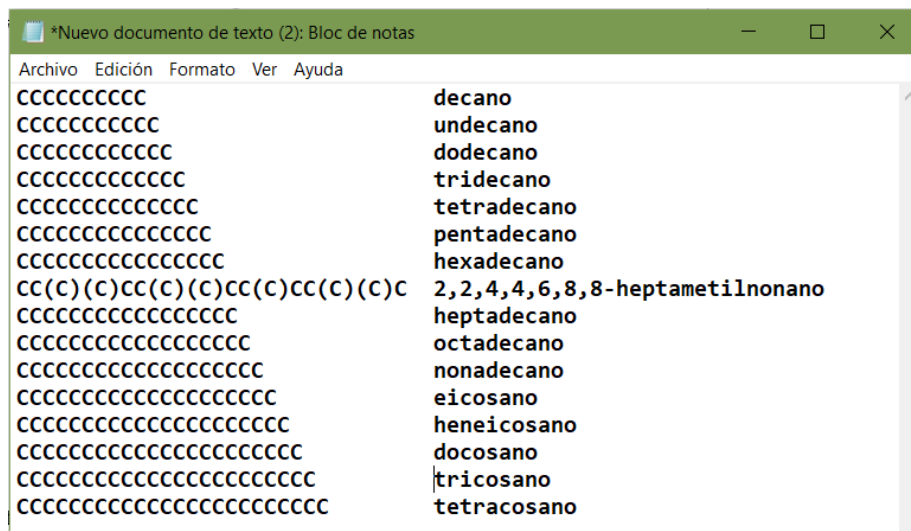 *Nuevo documento de texto (2): Bloc de notas
Archivo Edición Formato Ver Ayuda
CCCCCCCCCC decano
CCCCCCCCCCC undecano
CCCCCCCCCCCC dodecano
CCCCCCCCCCCCC tridecano
CCCCCCCCCCCCCC tetradecano
CCCCCCCCCCCCCCC pentadecano
CCCCCCCCCCCCCCCC hexadecano
CC(C)(C)CC(C)(C)CC(C)CC(C)(C)C 2,2,4,4,6,8,8-heptametilnonano
CCCCCCCCCCCCCCCCC heptadecano
CCCCCCCCCCCCCCCCCC octadecano
CCCCCCCCCCCCCCCCCCC nonadecano
CCCCCCCCCCCCCCCCCCCC eicosano
CCCCCCCCCCCCCCCCCCCCC heneicosano
CCCCCCCCCCCCCCCCCCCCCC docosano
CCCCCCCCCCCCCCCCCCCCCCC tricosano
CCCCCCCCCCCCCCCCCCCCCCCC tetracosano